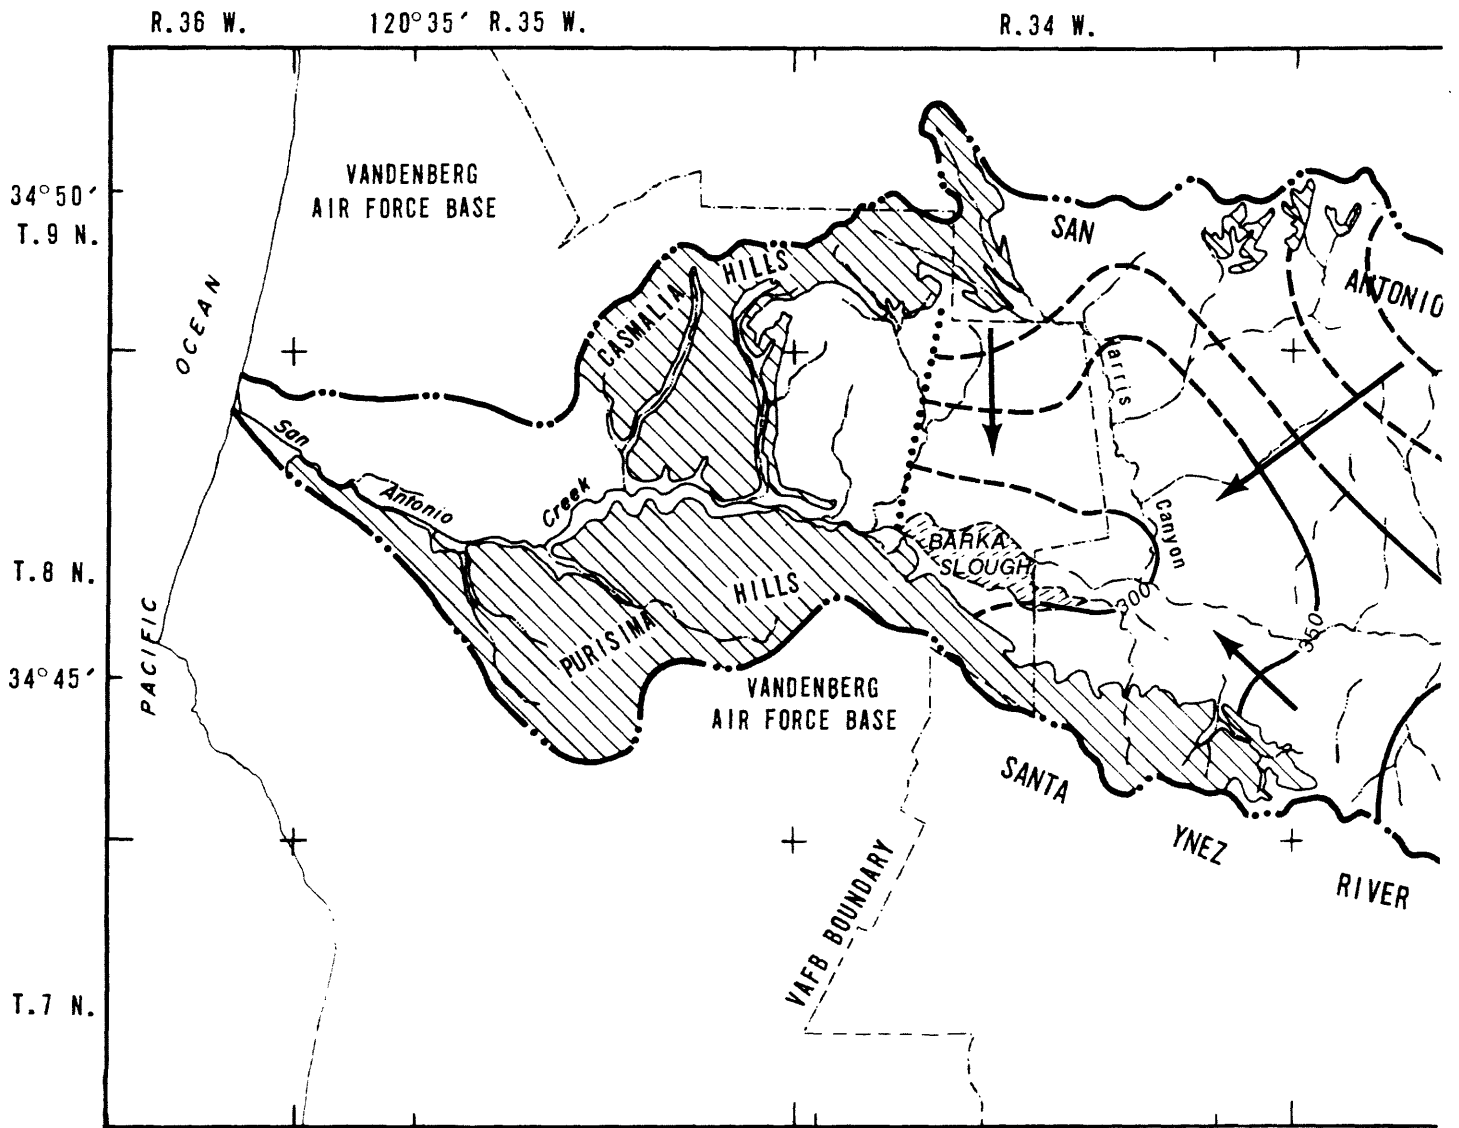 R.36 W. 120°35′ R.35 W. R.34 W.
34°50′
T.9 N.
VANDENBERG
AIR FORCE BASE
SAN
ANTONIO
CASMALIA HILLS
OCEAN
Harris
Canyon
San
Antonio
Creek
BARKA
SLOUGH
T.8 N.
300
350
HILLS
PURISIMA
PACIFIC
34°45′
VANDENBERG
AIR FORCE BASE
SANTA
YNEZ
RIVER
VAFB BOUNDARY
T.7 N.